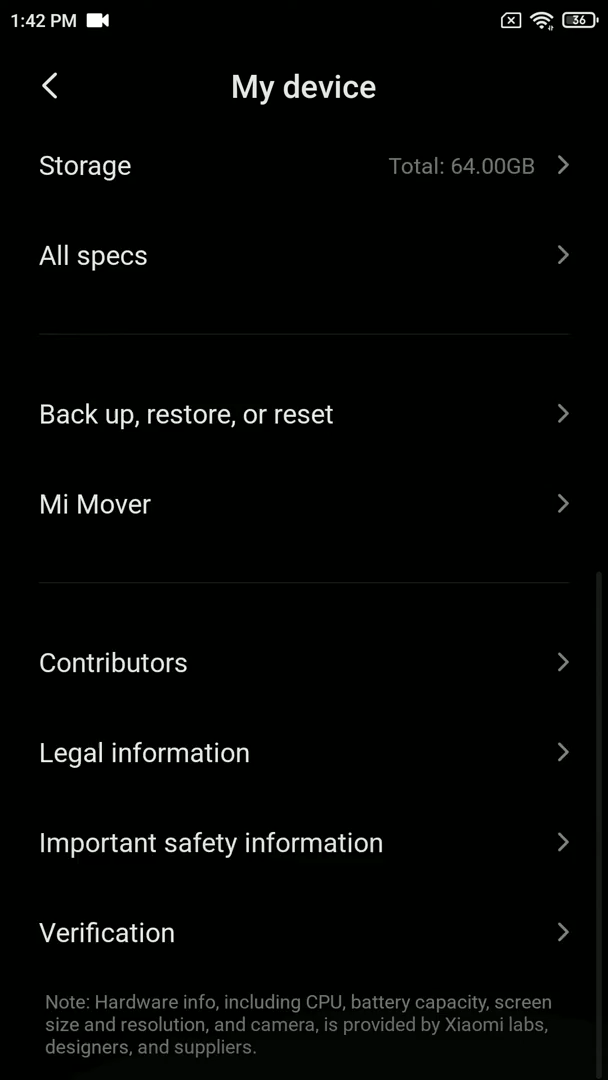 1:42 PM
36
My device
Storage Total: 64.00GB
All specs
Back up, restore, or reset
Mi Mover
Contributors
Legal information
Important safety information
Verification
Note: Hardware info, including CPU, battery capacity, screen
size and resolution, and camera, is provided by Xiaomi labs,
designers, and suppliers.